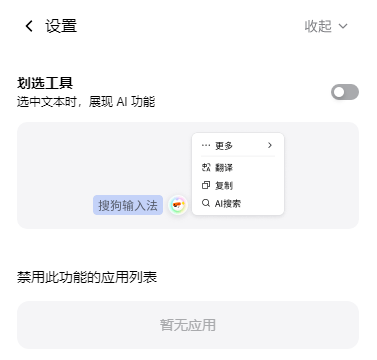 设置
收起
划选工具
选中文本时，展现 AI 功能
更多
翻译
搜狗输入法
复制
AI搜索
禁用此功能的应用列表
暂无应用